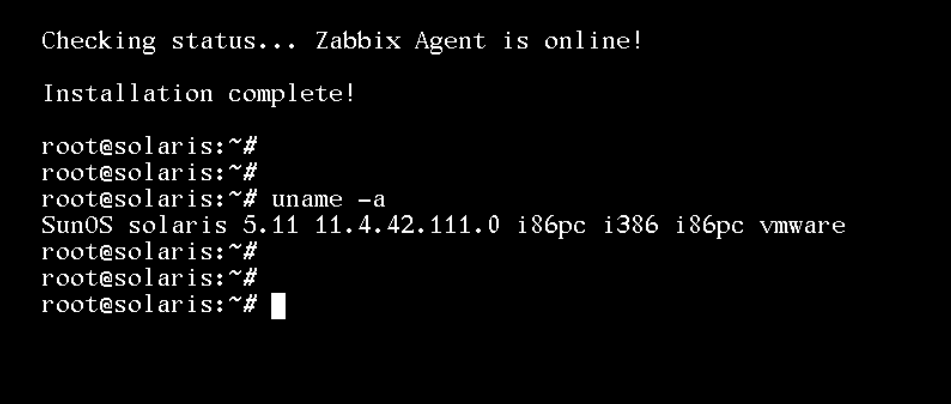 Checking status... Zabbix Agent is online!
Installation complete!
root@solaris:~#
root@solaris:~#
root@solaris:~# uname -a
SunOS solaris 5.11 11.4.42.111.0 i86pc i386 i86pc vmware
root@solaris:~#
root@solaris:~#
root@solaris:~#